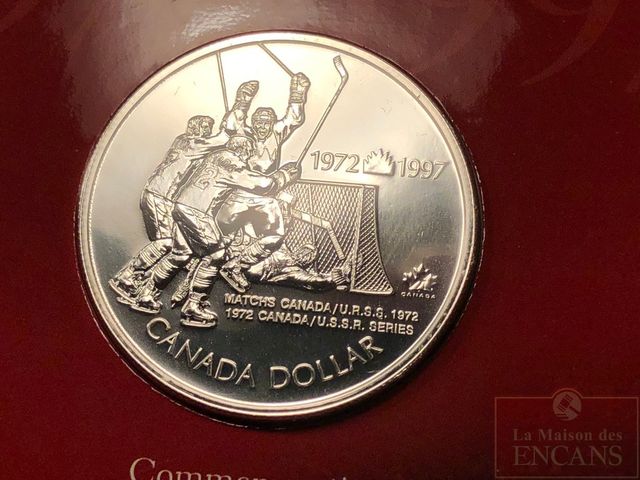 1972 1997
CANADA
MATCHS CANADA/U.R.S.S. 1972
1972 CANADA/U.S.S.R. SERIES
CANADA DOLLAR
La Maison des
ENCANS